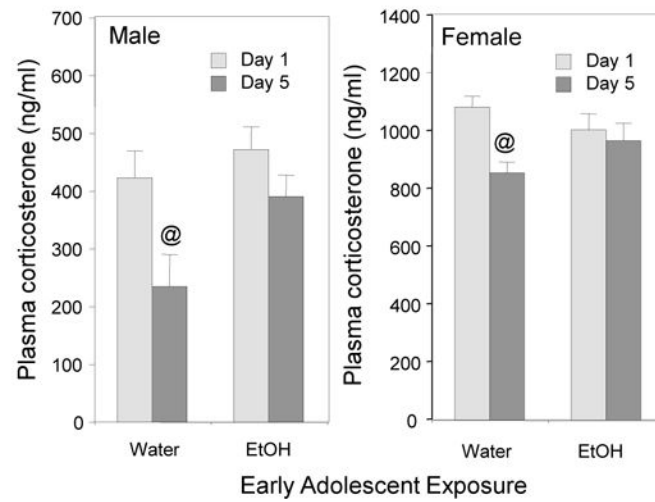 Male
Day 1
Day 5
Plasma corticosterone (ng/ml)
700
600
500
400
300
200
100
0
@
Water
EtOH
Female
Day 1
Day 5
Plasma corticosterone (ng/ml)
1400
1200
1000
800
600
400
200
0
@
Water
EtOH
Early Adolescent Exposure